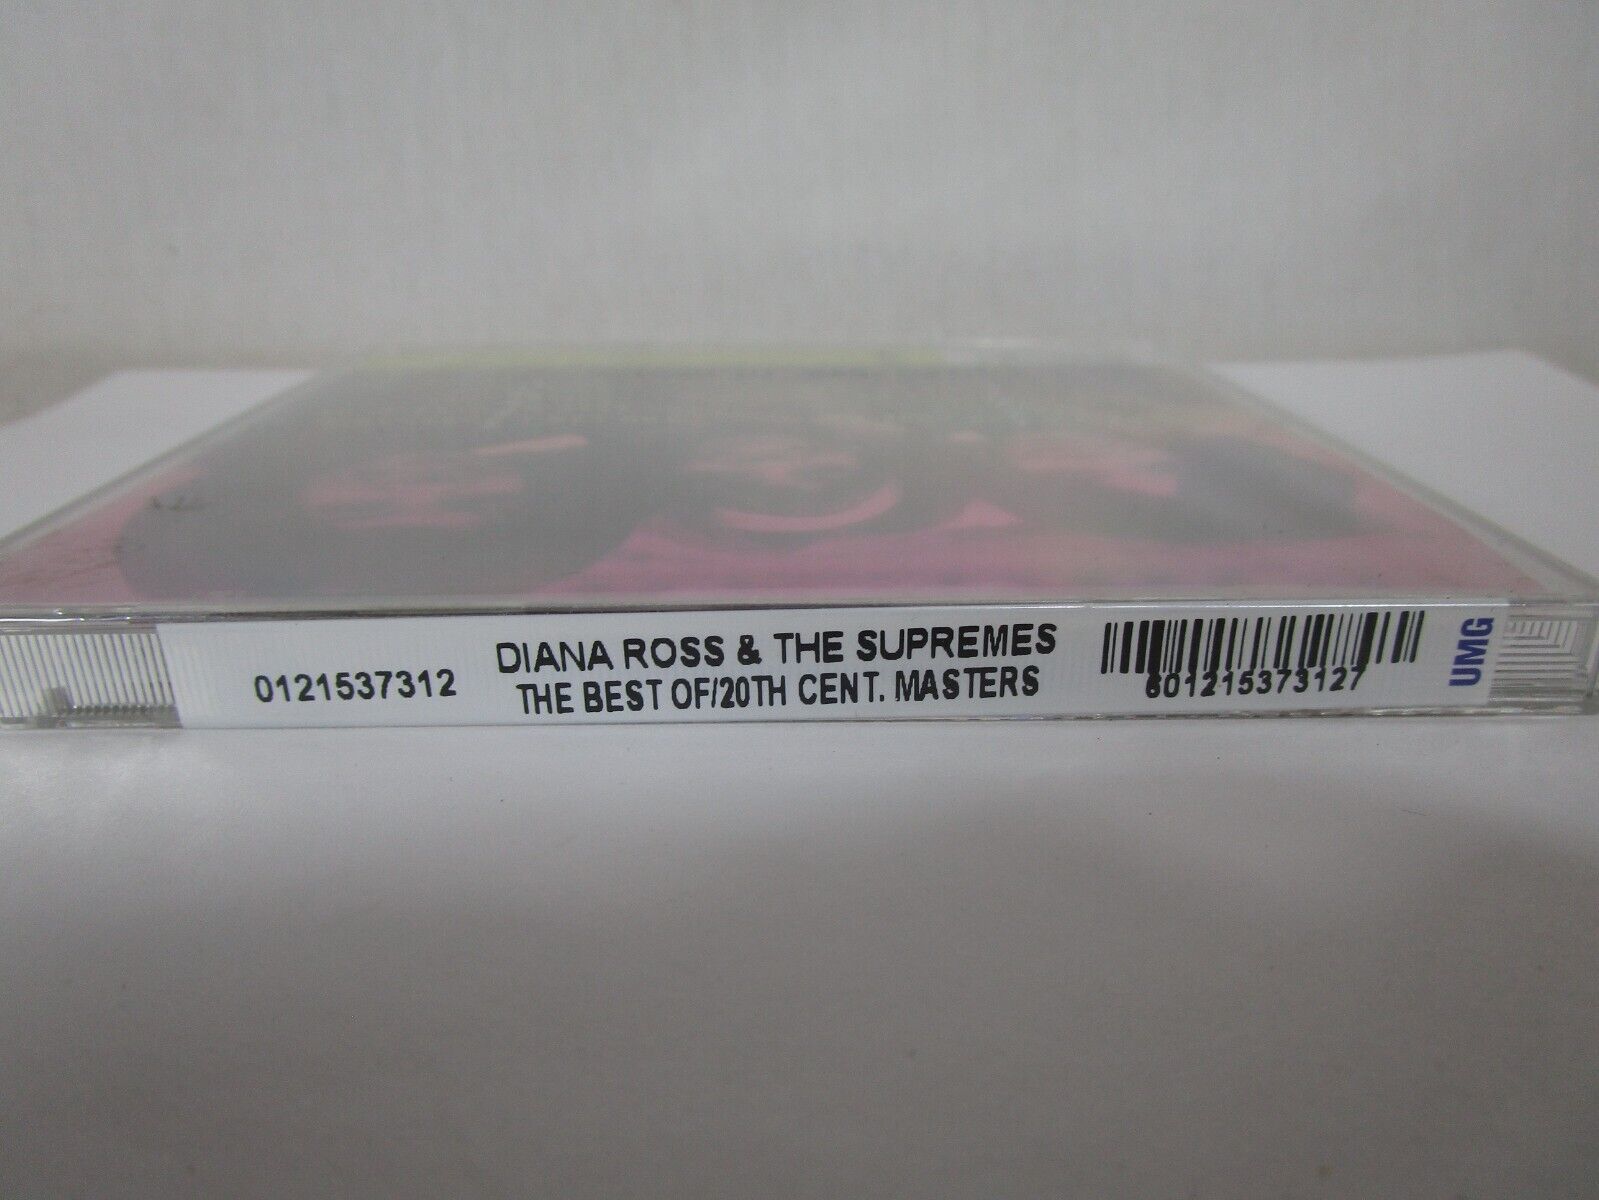 0121537312
DIANA ROSS & THE SUPREMES
THE BEST OF/20TH CENT. MASTERS
601215373127
UMG